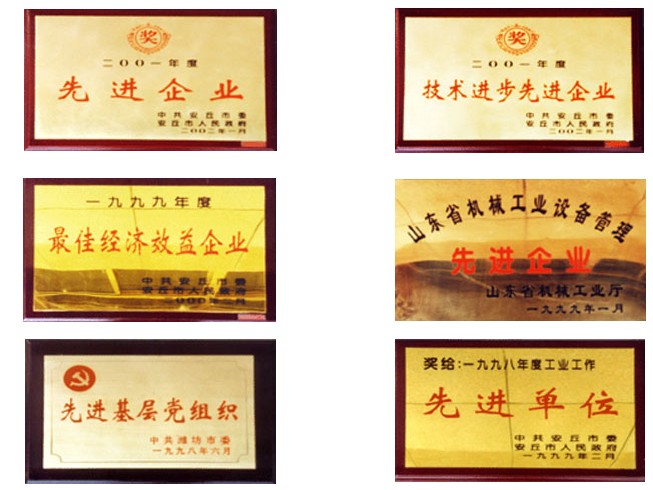 奖
二〇〇一年度
先进企业
中共安丘市委
安丘市人民政府
二〇〇二年一月
奖
二〇〇一年度
技术进步先进企业
中共安丘市委
安丘市人民政府
二〇〇二年一月
一九九九年度
最佳经济效益企业
中共安丘市委
安丘市人民政府
山东省机械工业设备管理
先进企业
山东省机械工业厅
一九九九年一月
先进基层党组织
中共潍坊市委
一九九八年六月
奖给:一九九八年度工业工作
先进单位
中共安丘市委
安丘市人民政府
一九九九年二月